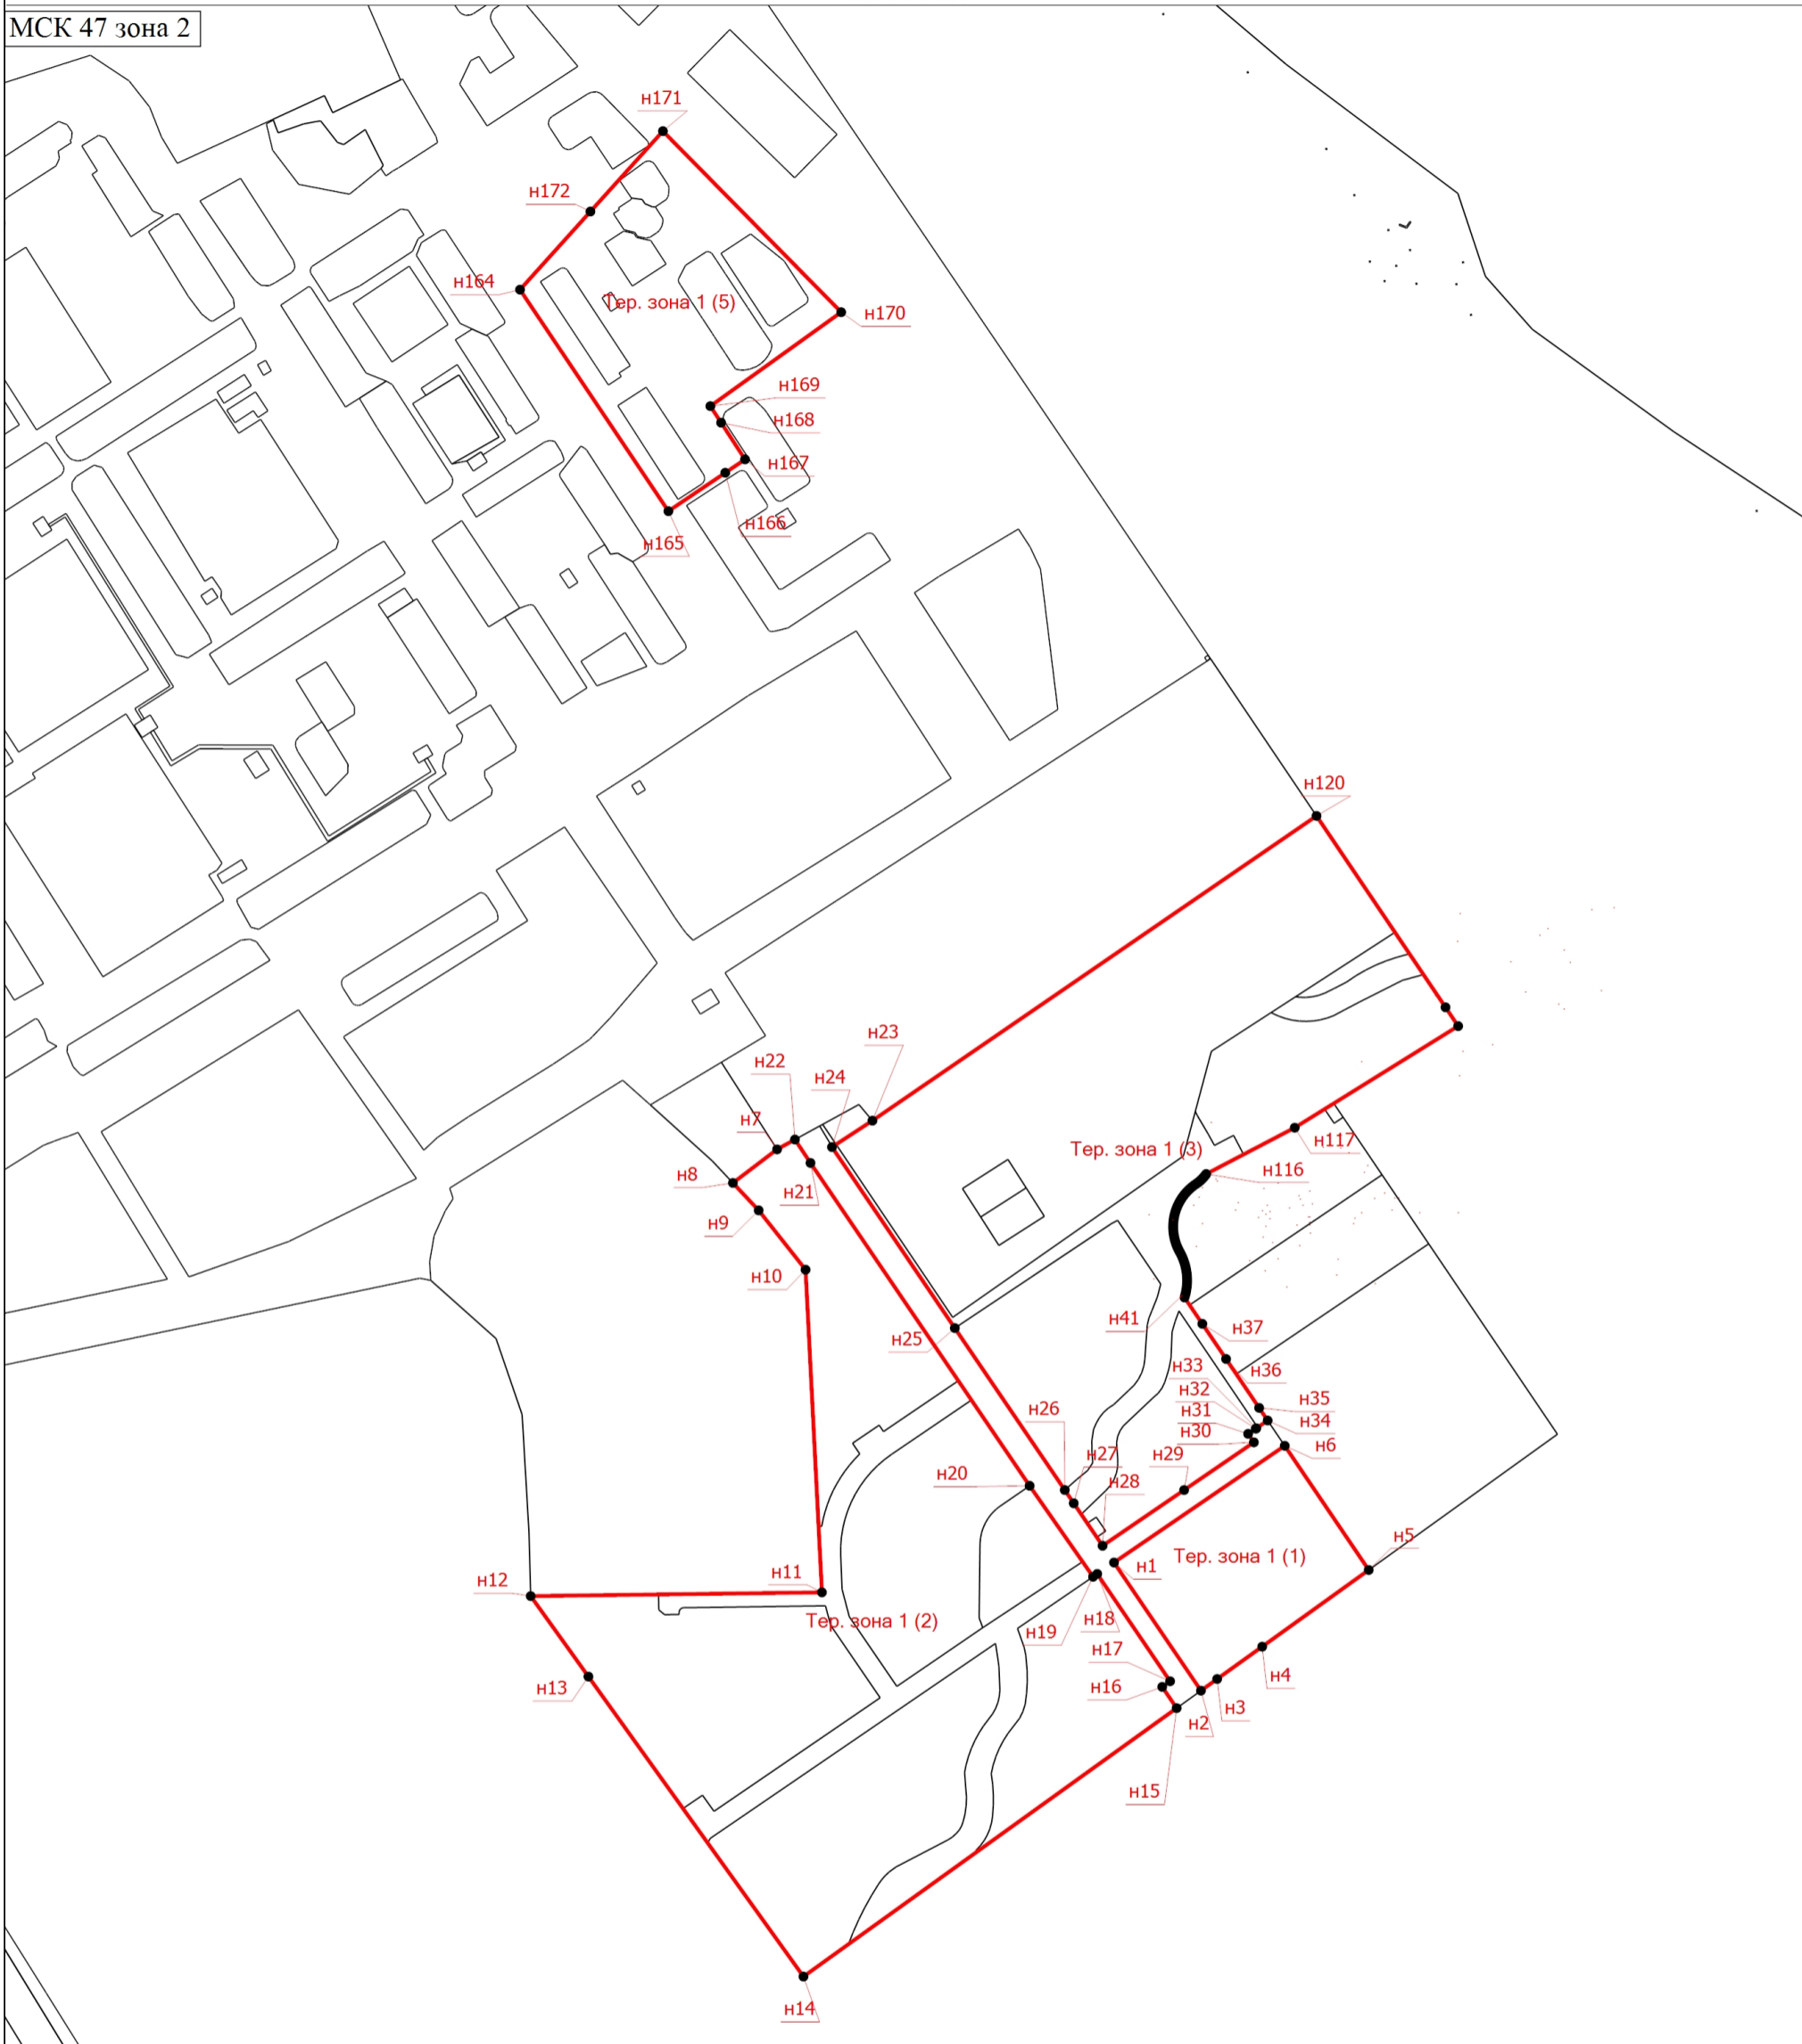 МСК 47 зона 2
н171
н172
н164
Тер. зона 1 (5)
н170
н169
н168
н167
н166
н165
н120
н23
н22
н24
н7
н117
Тер. зона 1 (3)
н116
н8
н21
н9
н10
н41
н37
н25
н33
н36
н32
н26
н35
н31
н34
н30
н6
н27
н29
н20
н28
н5
Тер. зона 1 (1)
н1
н12
н11
Тер. зона 1 (2)
н18
н19
н17
н4
н13
н16
н3
н2
н15
н14